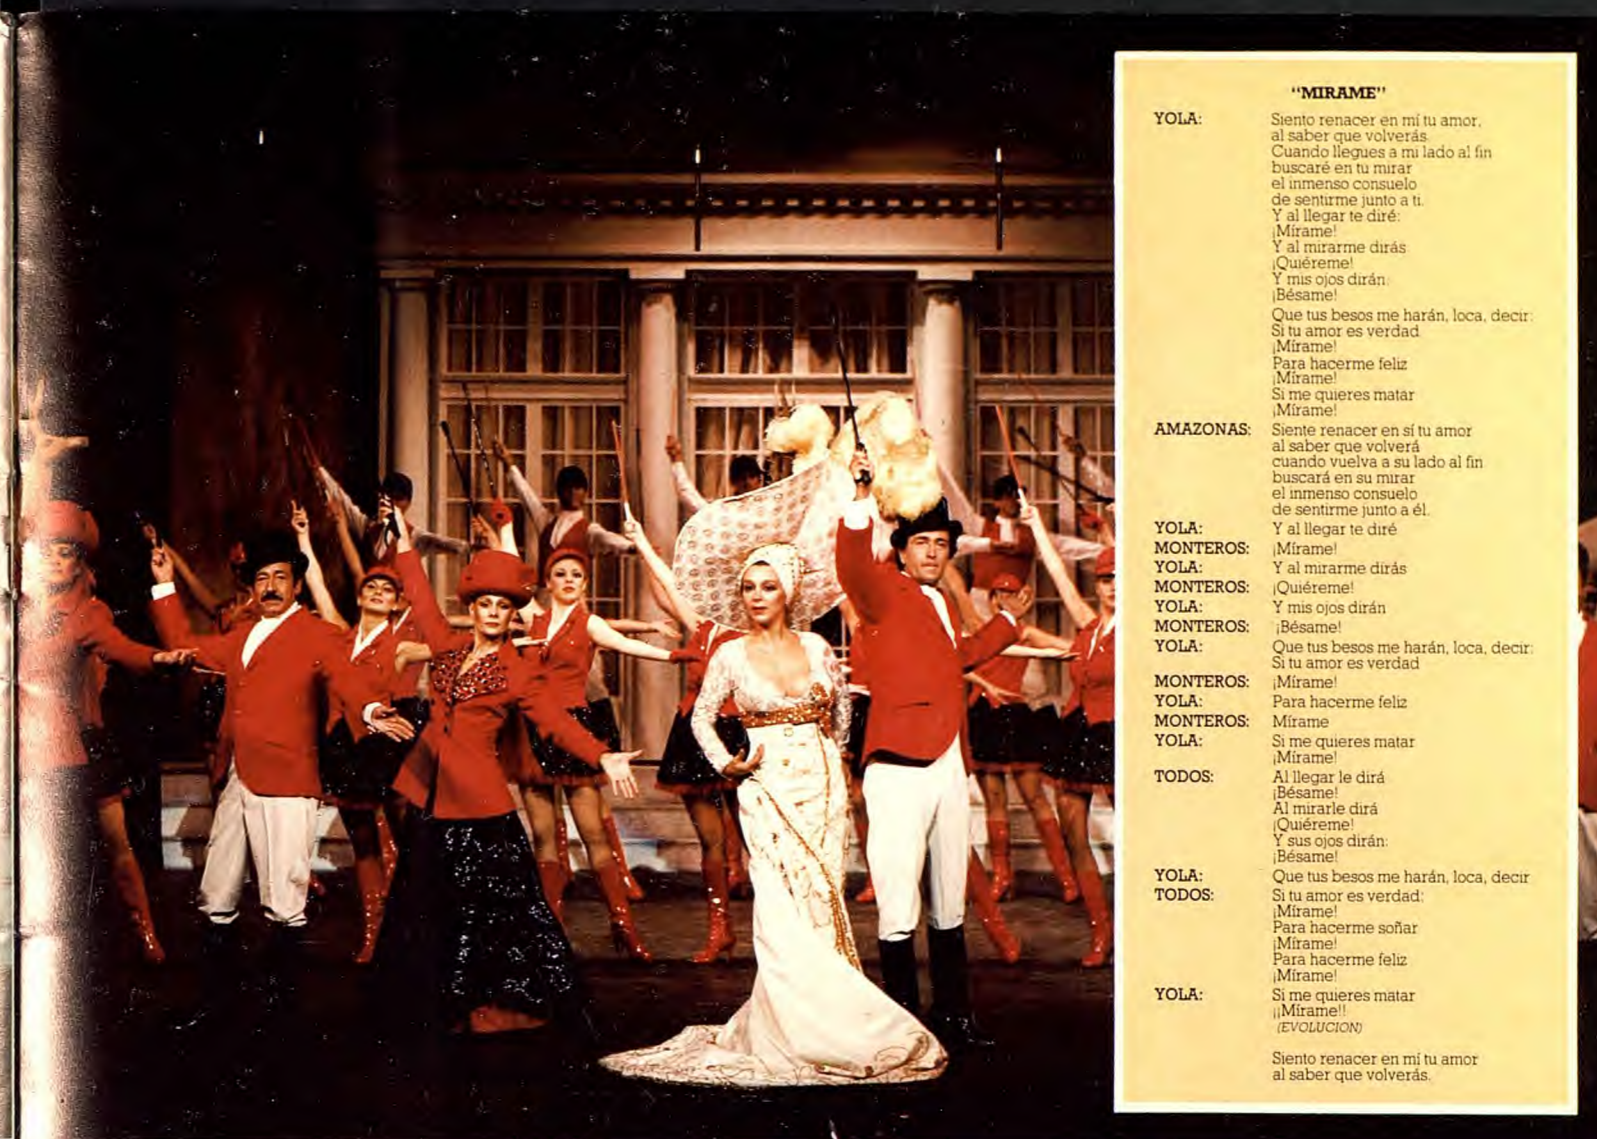 "MIRAME"
YOLA: Siento renacer en mí tu amor,
al saber que volverás.
Cuando llegues a mi lado al fin
buscaré en tu mirar
el inmenso consuelo
de sentirme junto a ti.
Y al llegar te diré:
¡Mírame!
Y al mirarme dirás
¡Quiéreme!
Y mis ojos dirán:
¡Bésame!
Que tus besos me harán, loca, decir:
Si tu amor es verdad
¡Mírame!
Para hacerme feliz
¡Mírame!
Si me quieres matar
¡Mírame!
AMAZONAS: Siente renacer en sí tu amor
al saber que volverá
cuando vuelva a su lado al fin
buscará en su mirar
el inmenso consuelo
de sentirme junto a él.
YOLA: Y al llegar te diré
MONTEROS: ¡Mírame!
YOLA: Y al mirarme dirás
MONTEROS: ¡Quiéreme!
YOLA: Y mis ojos dirán
MONTEROS: ¡Bésame!
YOLA: Que tus besos me harán, loca, decir:
Si tu amor es verdad
MONTEROS: ¡Mírame!
YOLA: Para hacerme feliz
MONTEROS: Mírame
YOLA: Si me quieres matar
¡Mírame!
TODOS: Al llegar le dirá
¡Bésame!
Al mirarle dirá
¡Quiéreme!
Y sus ojos dirán:
¡Bésame!
YOLA: Que tus besos me harán, loca, decir
TODOS: Si tu amor es verdad:
¡Mírame!
Para hacerme soñar
¡Mírame!
Para hacerme feliz
¡Mírame!
YOLA: Si me quieres matar
¡¡Mírame!!
(EVOLUCION)
Siento renacer en mí tu amor
al saber que volverás.